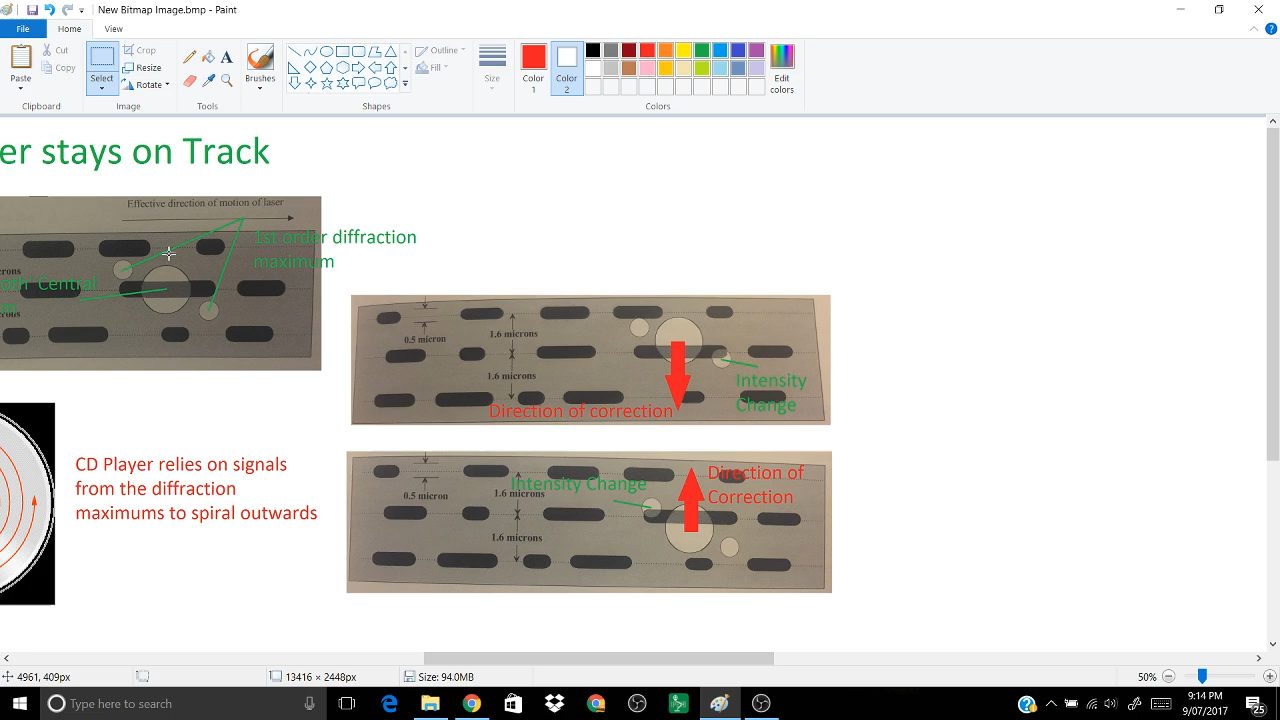 New Bitmap Image.bmp - Paint
File
Home
View
Paste
Cut
Copy
Clipboard
Select
Crop
Resize
Rotate
Image
Tools
Brushes
Shapes
Outline
Fill
Size
Color
1
Color
2
Edit
colors
Colors
er stays on Track
Effective direction of motion of laser
1st order diffraction
maximum
crons
oth' Central
m
crons
0.5 micron
1.6 microns
1.6 microns
Direction of correction
Intensity
Change
CD Player relies on signals
from the diffraction
maximums to spiral outwards
0.5 micron
1.6 microns
1.6 microns
Intensity Change
Direction of
Correction
4961, 409px
13416 × 2448px
Size: 94.0MB
50%
Type here to search
9:14 PM
9/07/2017
25